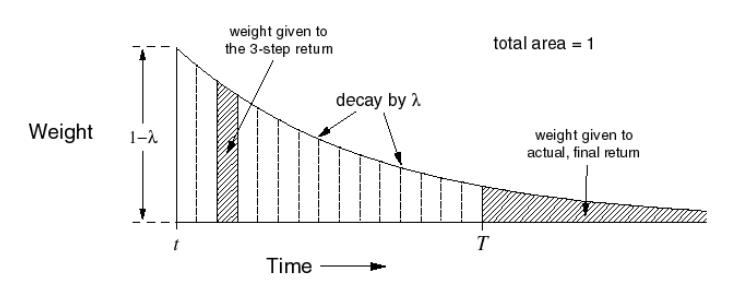 weight given to
the 3-step return
total area = 1
decay by λ
Weight
1−λ
weight given to
actual, final return
t
T
Time